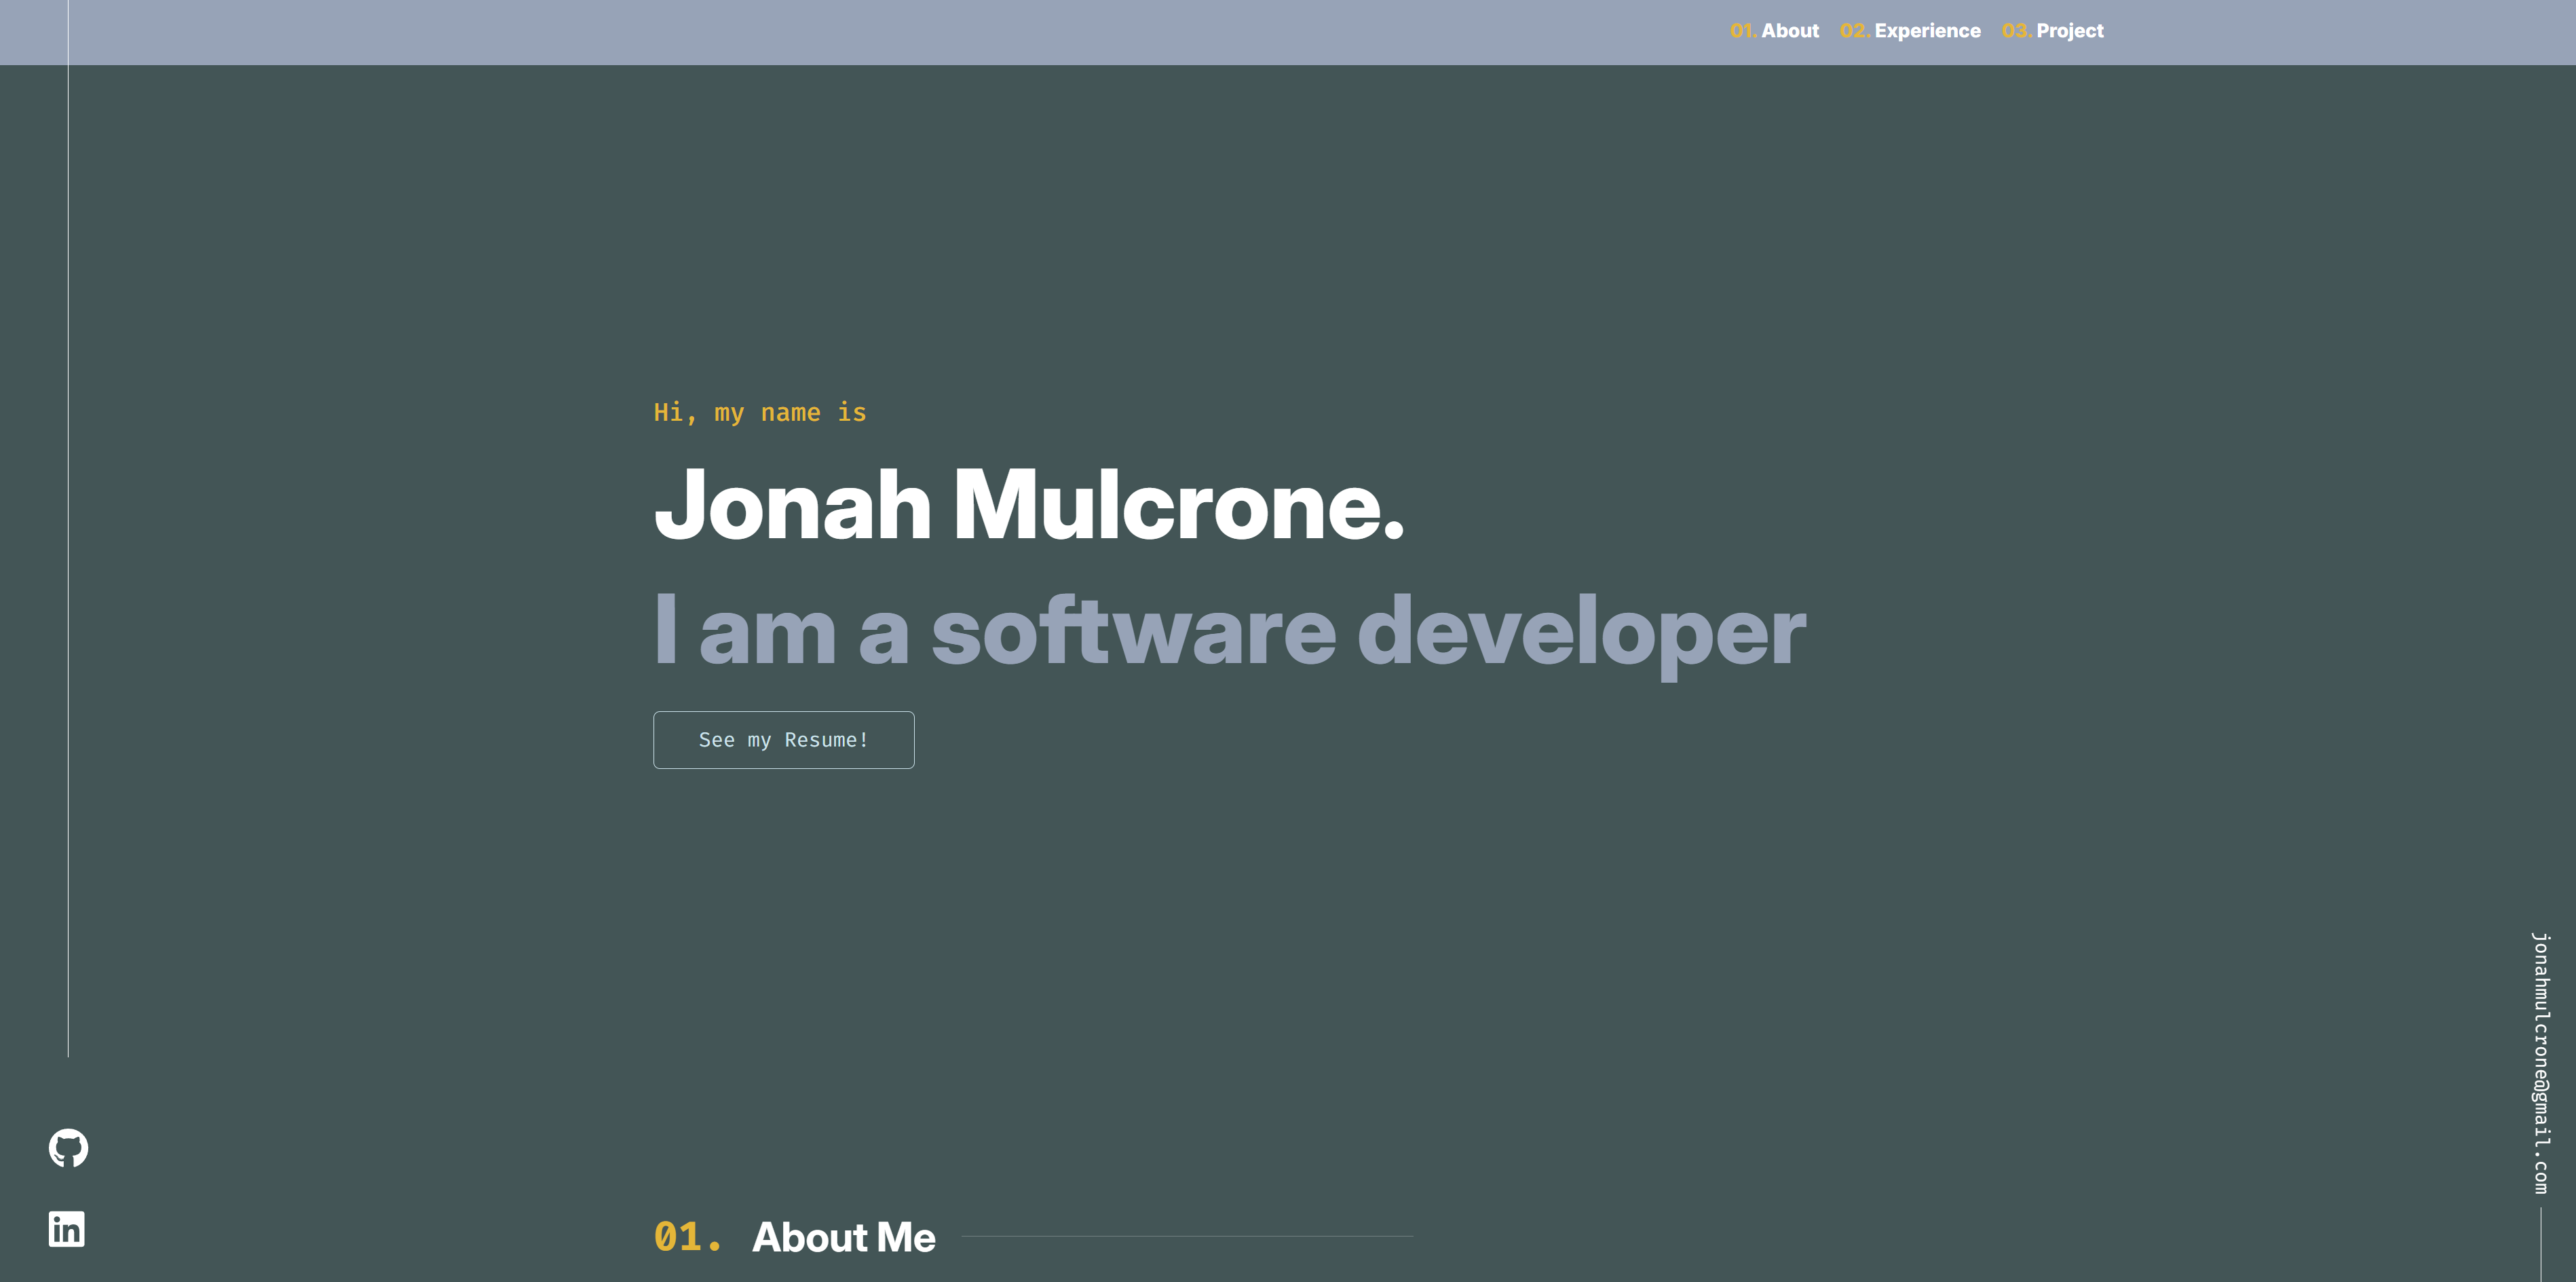 01. About 02. Experience 03. Project
Hi, my name is
Jonah Mulcrone.
I am a software developer
See my Resume!
jonahmulcrone@gmail.com
in
01. About Me